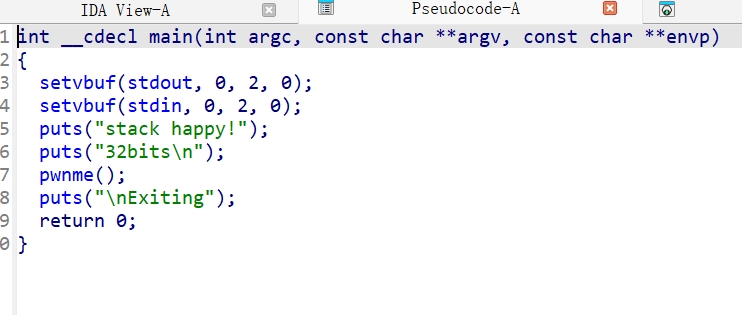 IDA View-A Pseudocode-A
1 int __cdecl main(int argc, const char **argv, const char **envp)
2 {
3 setvbuf(stdout, 0, 2, 0);
4 setvbuf(stdin, 0, 2, 0);
5 puts("stack happy!");
6 puts("32bits\n");
7 pwnme();
8 puts("\nExiting");
9 return 0;
0 }